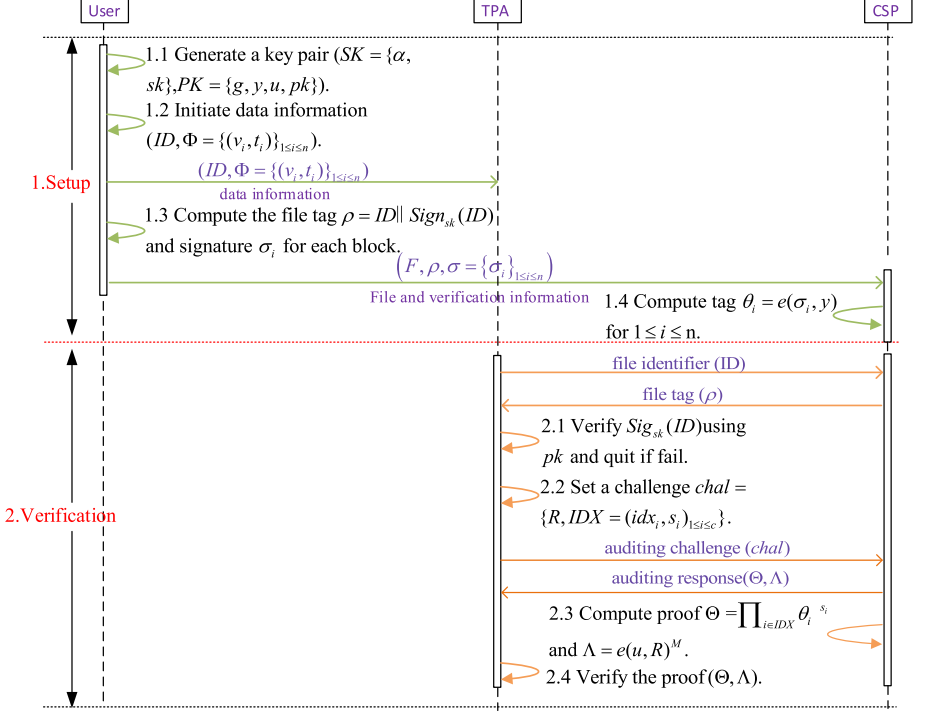 User
TPA
CSP
1.1 Generate a key pair (SK = {α,
sk},PK = {g, y,u, pk}).
1.2 Initiate data information
(ID,Φ = {(v_i,t_i)}_{1≤i≤n}).
(ID,Φ = {(v_i,t_i)}_{1≤i≤n})
data information
1.Setup
1.3 Compute the file tag ρ = ID|| Sign_{sk}(ID)
and signature σ_i for each block.
(F, ρ,σ = {σ_i}_{1≤i≤n})
File and verification information
1.4 Compute tag θ_i = e(σ_i, y)
for 1 ≤ i ≤ n.
file identifier (ID)
file tag (ρ)
2.1 Verify Sig_{sk}(ID)using
pk and quit if fail.
2.2 Set a challenge chal =
{R, IDX = (idx_i, s_i)_{1≤i≤c}}.
2.Verification
auditing challenge (chal)
auditing response(Θ,Λ)
2.3 Compute proof Θ =∏_{i∈IDX} θ_i^{s_i}
and Λ = e(u, R)^M.
2.4 Verify the proof(Θ,Λ).